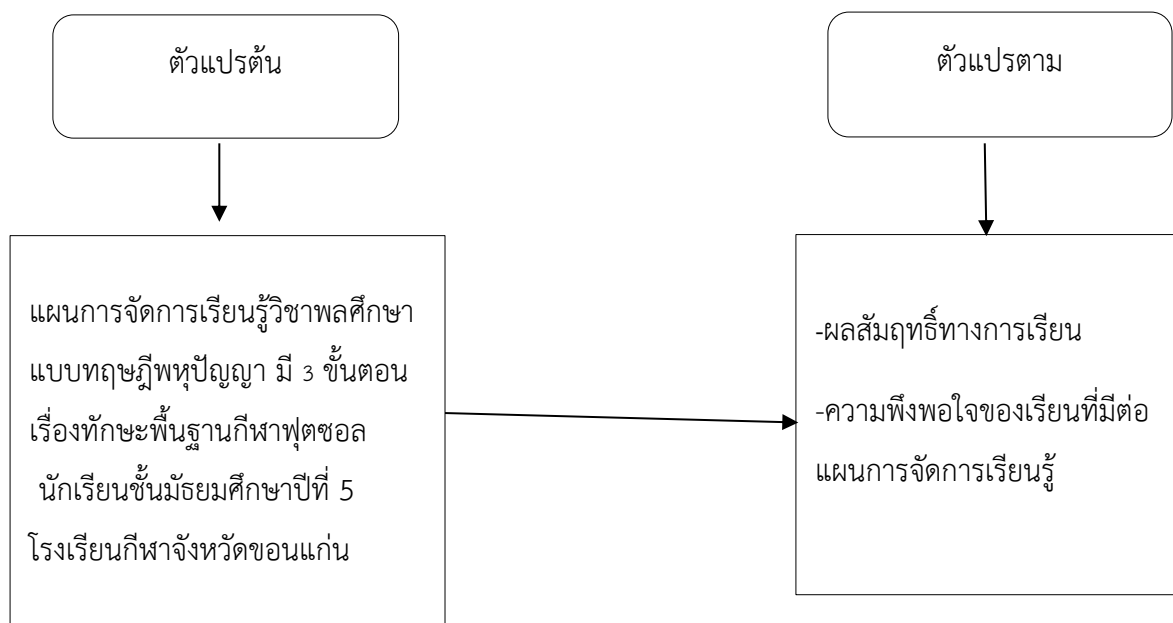 ตัวแปรต้น
ตัวแปรตาม
แผนการจัดการเรียนรู้วิชาพลศึกษา
แบบทฤษฎีพหุปัญญา มี 3 ขั้นตอน
เรื่องทักษะพื้นฐานกีฬาฟุตซอล
นักเรียนชั้นมัธยมศึกษาปีที่ 5
โรงเรียนกีฬาจังหวัดขอนแก่น
-ผลสัมฤทธิ์ทางการเรียน
-ความพึงพอใจของเรียนที่มีต่อ
แผนการจัดการเรียนรู้